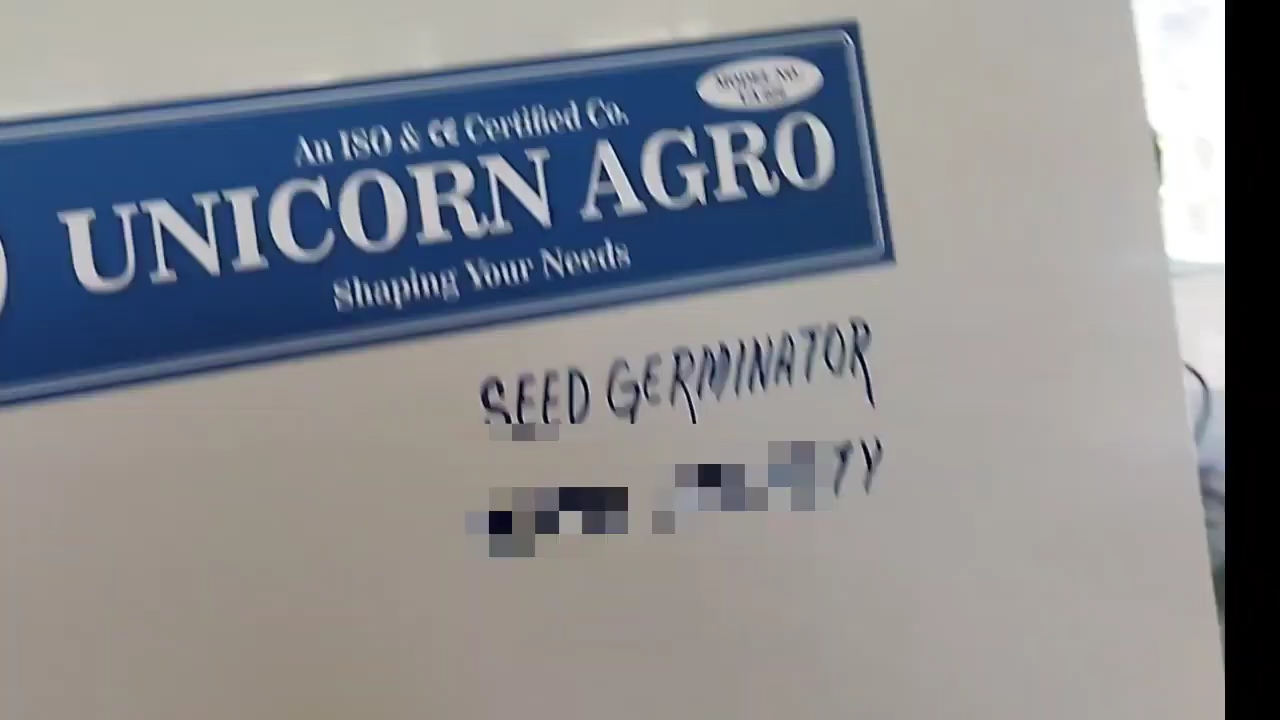 An ISO & CE Certified Co.
UNICORN AGRO
Shaping Your Needs
SEED GERMINATOR